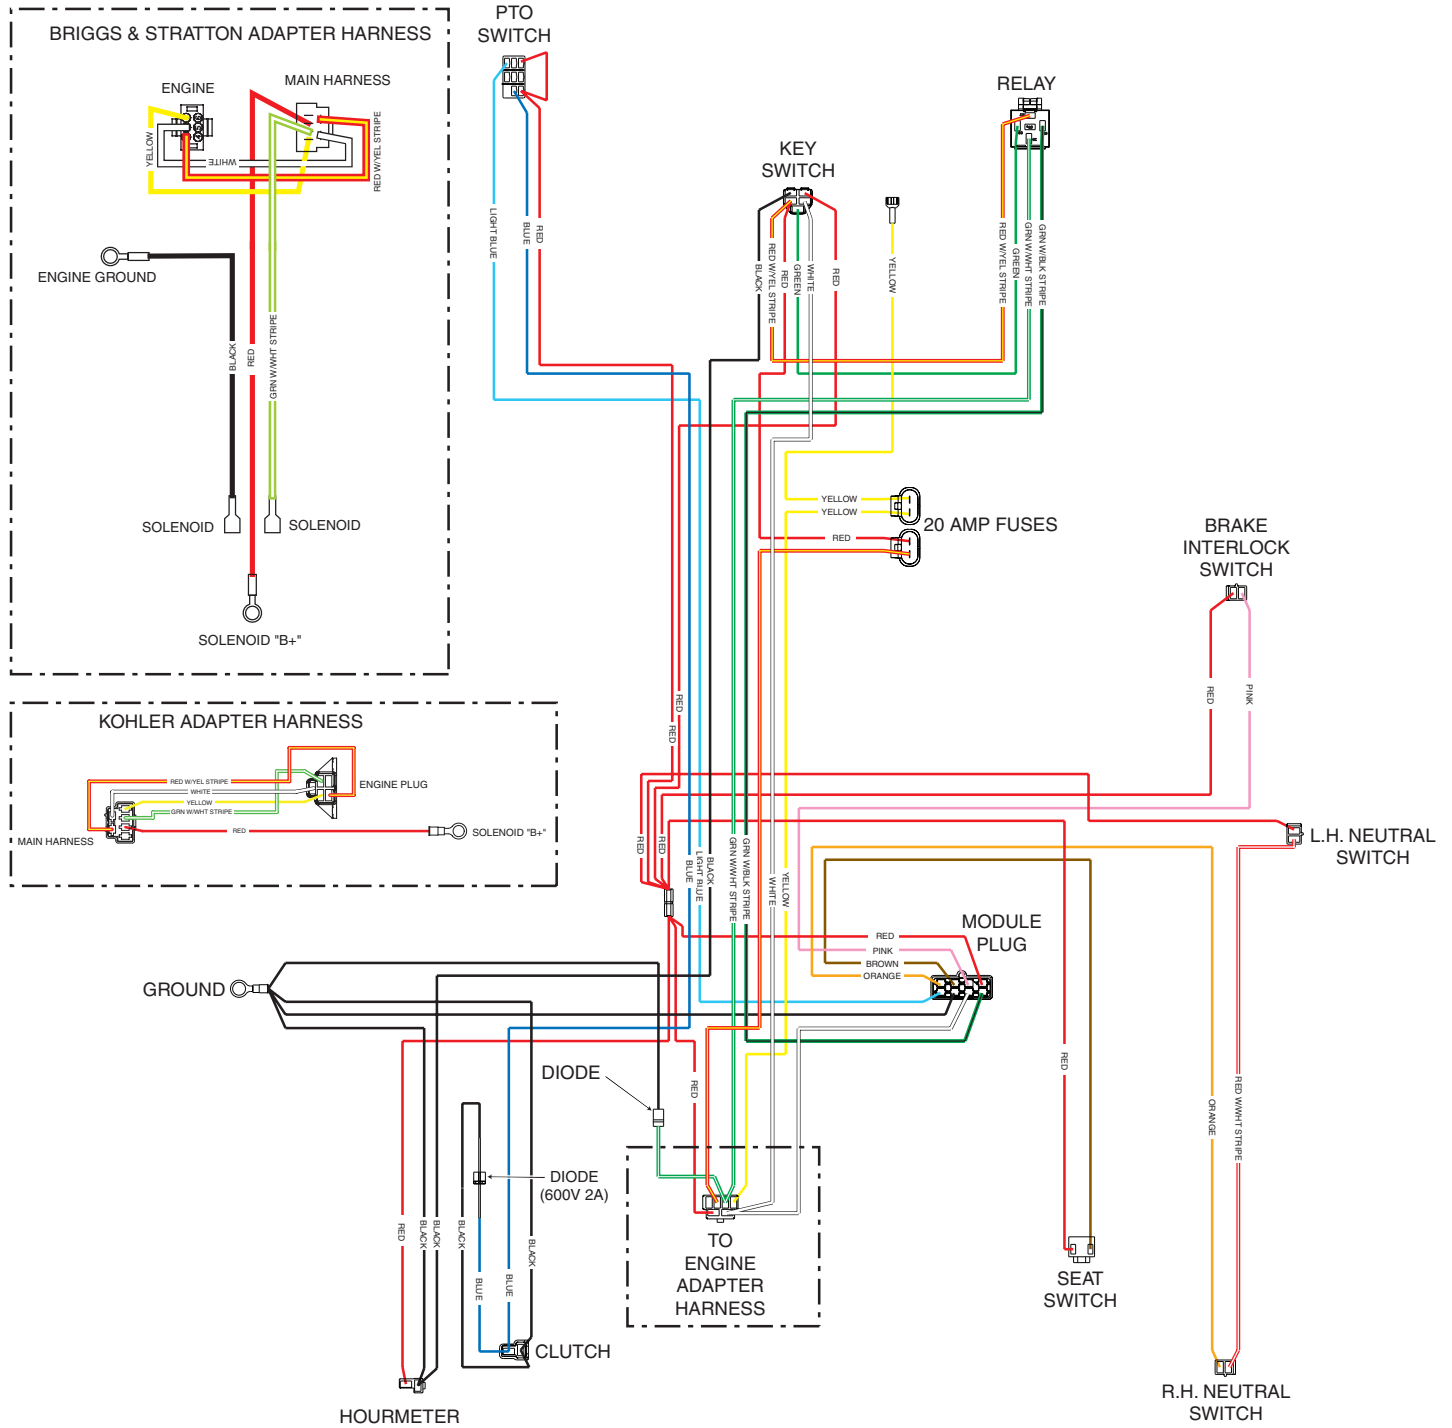 BRIGGS & STRATTON ADAPTER HARNESS
ENGINE
MAIN HARNESS
YELLOW
WHITE
RED W/YEL STRIPE
ENGINE GROUND
BLACK
RED
GRN W/WHT STRIPE
SOLENOID
SOLENOID
SOLENOID "B+"
KOHLER ADAPTER HARNESS
RED W/YEL STRIPE
WHITE
YELLOW
GRN W/WHT STRIPE
RED
ENGINE PLUG
MAIN HARNESS
SOLENOID "B+"
PTO
SWITCH
LIGHT BLUE
BLUE
RED
KEY
SWITCH
BLACK
RED W/YEL STRIPE
RED
GREEN
WHITE
RED
YELLOW
RELAY
RED W/YEL STRIPE
GREEN
GRN W/WHT STRIPE
GRN W/BLK STRIPE
YELLOW
YELLOW
RED
20 AMP FUSES
BRAKE
INTERLOCK
SWITCH
RED
PINK
RED
RED
RED
RED
LIGHT BLUE
BLUE
BLACK
GRN W/WHT STRIPE
GRN W/BLK STRIPE
WHITE
YELLOW
L.H. NEUTRAL
SWITCH
MODULE
PLUG
RED
PINK
BROWN
ORANGE
GROUND
DIODE
RED
DIODE
(600V 2A)
RED
BLACK
BLACK
BLACK
BLUE
BLUE
BLACK
RED
ORANGE
RED W/WHT STRIPE
TO
ENGINE
ADAPTER
HARNESS
SEAT
SWITCH
CLUTCH
HOURMETER
R.H. NEUTRAL
SWITCH